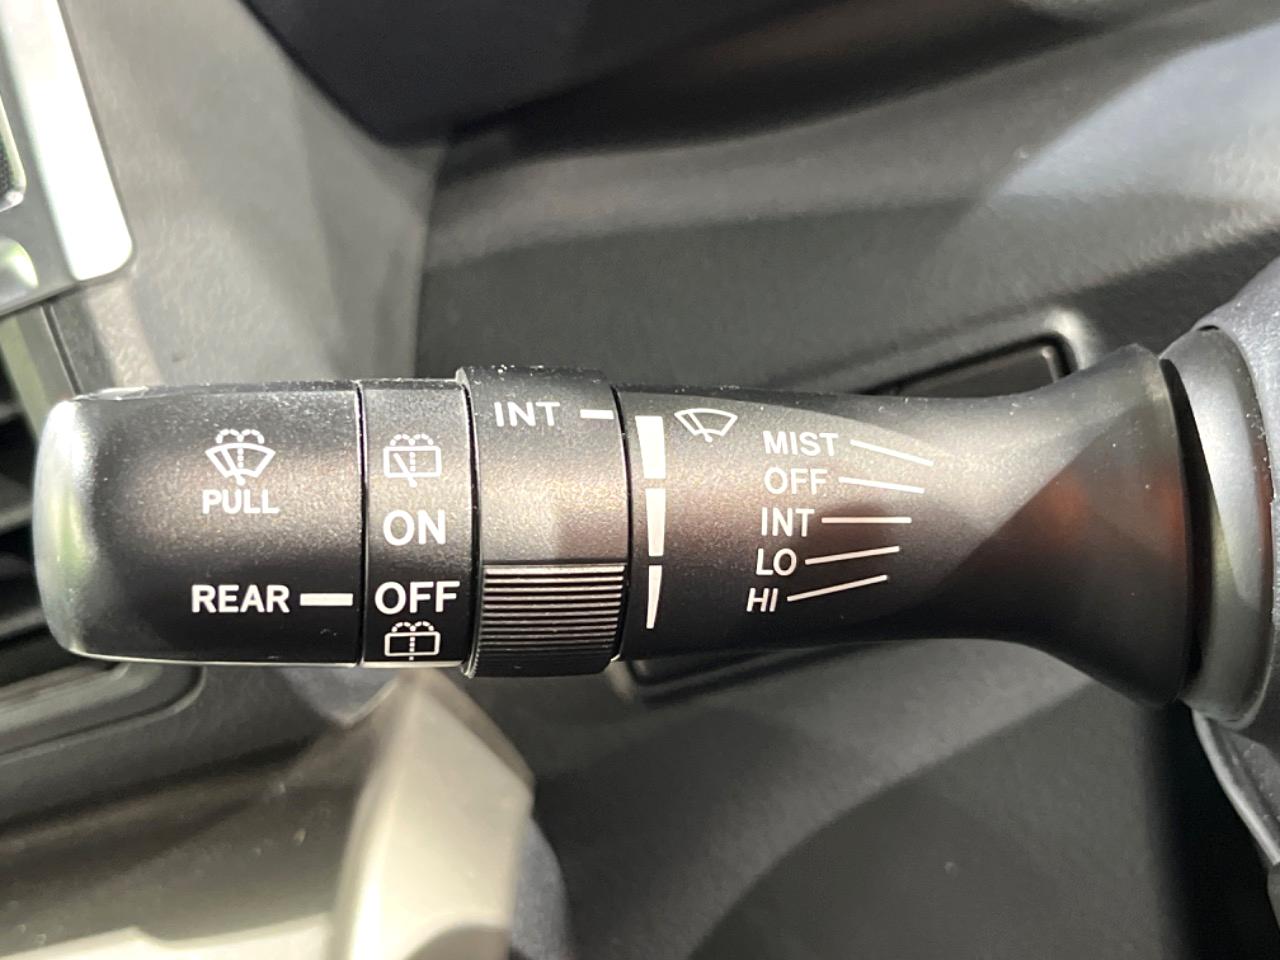 PULL
REAR
ON
OFF
INT
MIST
OFF
INT
LO
HI